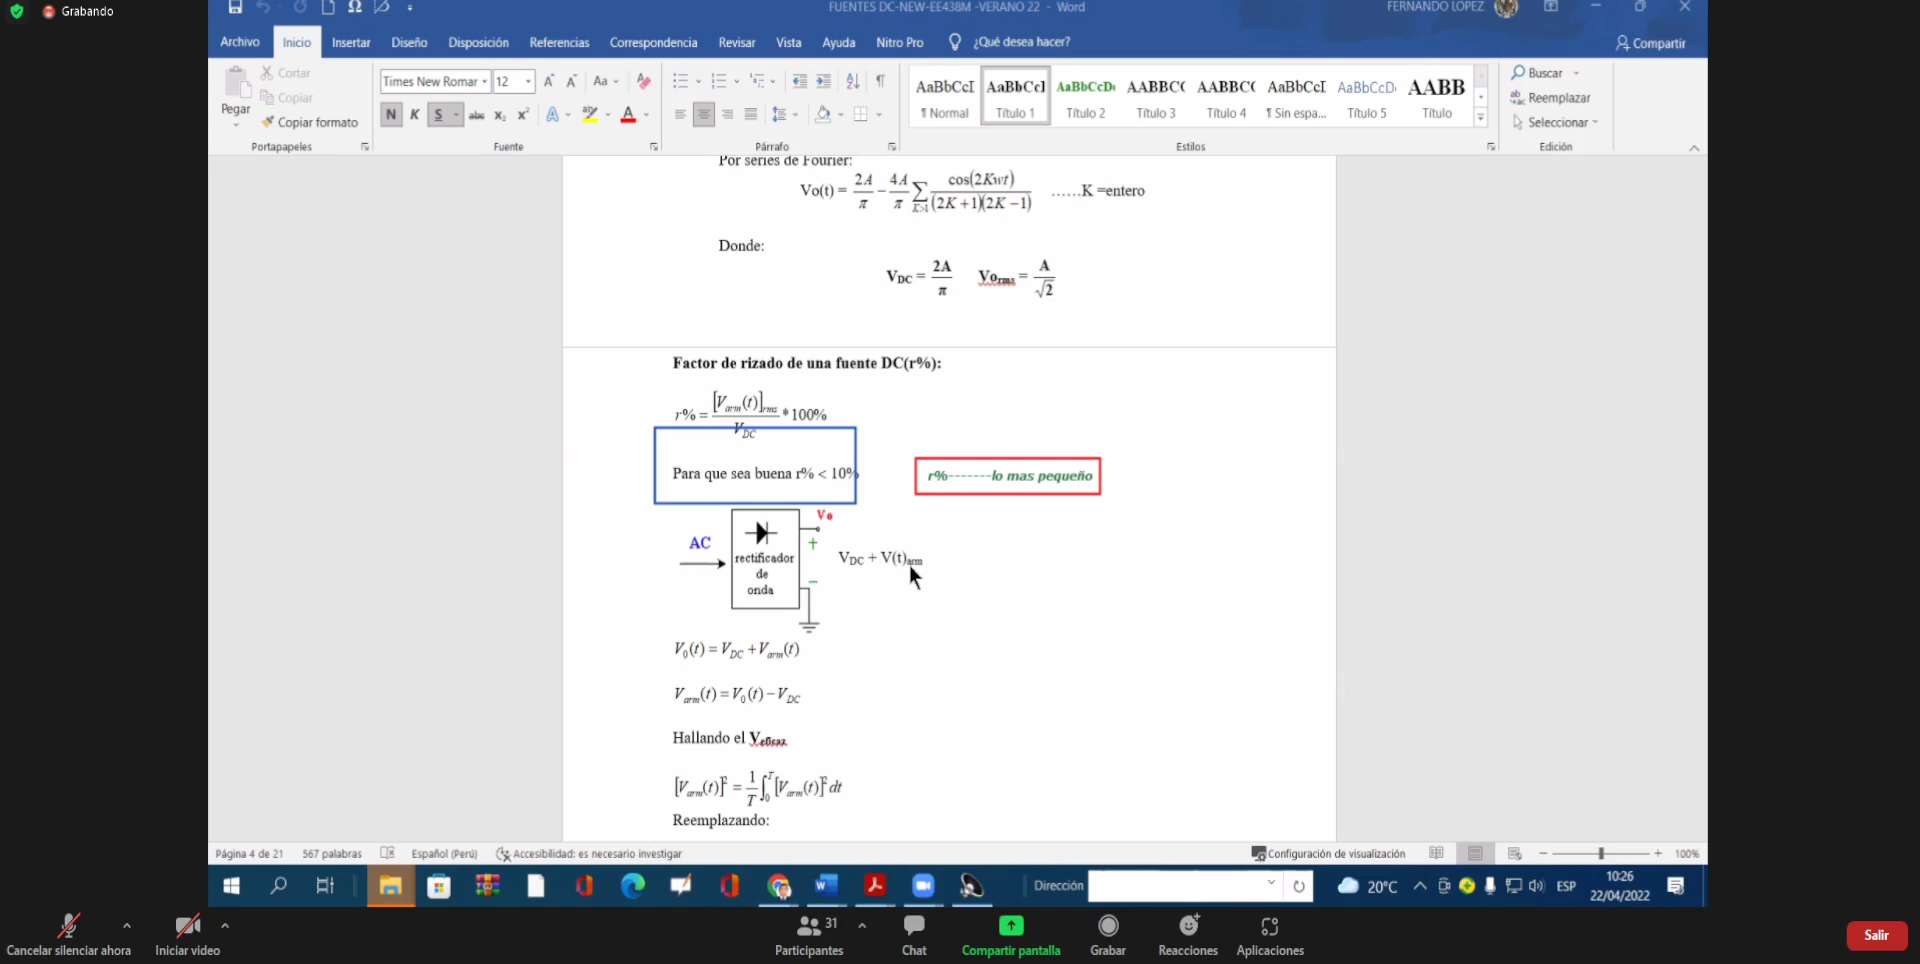 Grabando
FUENTES DC-NEW-EE438M -VERANO 22 - Word
FERNANDO LOPEZ
Archivo Inicio Insertar Diseño Disposición Referencias Correspondencia Revisar Vista Ayuda Nitro Pro ¿Qué desea hacer? Compartir
Pegar
Cortar
Copiar
Copiar formato
Portapapeles
Times New Romar 12
N K S abc x₂ x²
Fuente
Párrafo
AaBbCcI AaBbCcI AaBbCcDı AABBC( AABBC( AaBbCcI AaBbCcD. AABB
¶ Normal Título 1 Título 2 Título 3 Título 4 ¶ Sin espa... Título 5 Título
Estilos
Buscar
Reemplazar
Seleccionar
Edición
Por series de Fourier:
Vo(t) = 2A/π − 4A/π ∑ K≥1 cos(2Kwt)/(2K+1)(2K−1) ......K =entero
Donde:
VDC = 2A/π Vorms = A/√2
Factor de rizado de una fuente DC(r%):
r% = [Varm(t)]rms / VDC *100%
Para que sea buena r% < 10%
r%-------lo mas pequeño
AC
rectificador
de
onda
Vo
+
−
VDC + V(t)arm
V0(t) = VDC + Varm(t)
Varm(t) = V0(t) − VDC
Hallando el Veficaz
[Varm(t)]² = 1/T ∫₀ᵀ [Varm(t)]² dt
Reemplazando:
Página 4 de 21 567 palabras Español (Perú) Accesibilidad: es necesario investigar Configuración de visualización 100%
Dirección
20°C
ESP
10:26
22/04/2022
Cancelar silenciar ahora
Iniciar video
31
Participantes
Chat
Compartir pantalla
Grabar
Reacciones
Aplicaciones
Salir